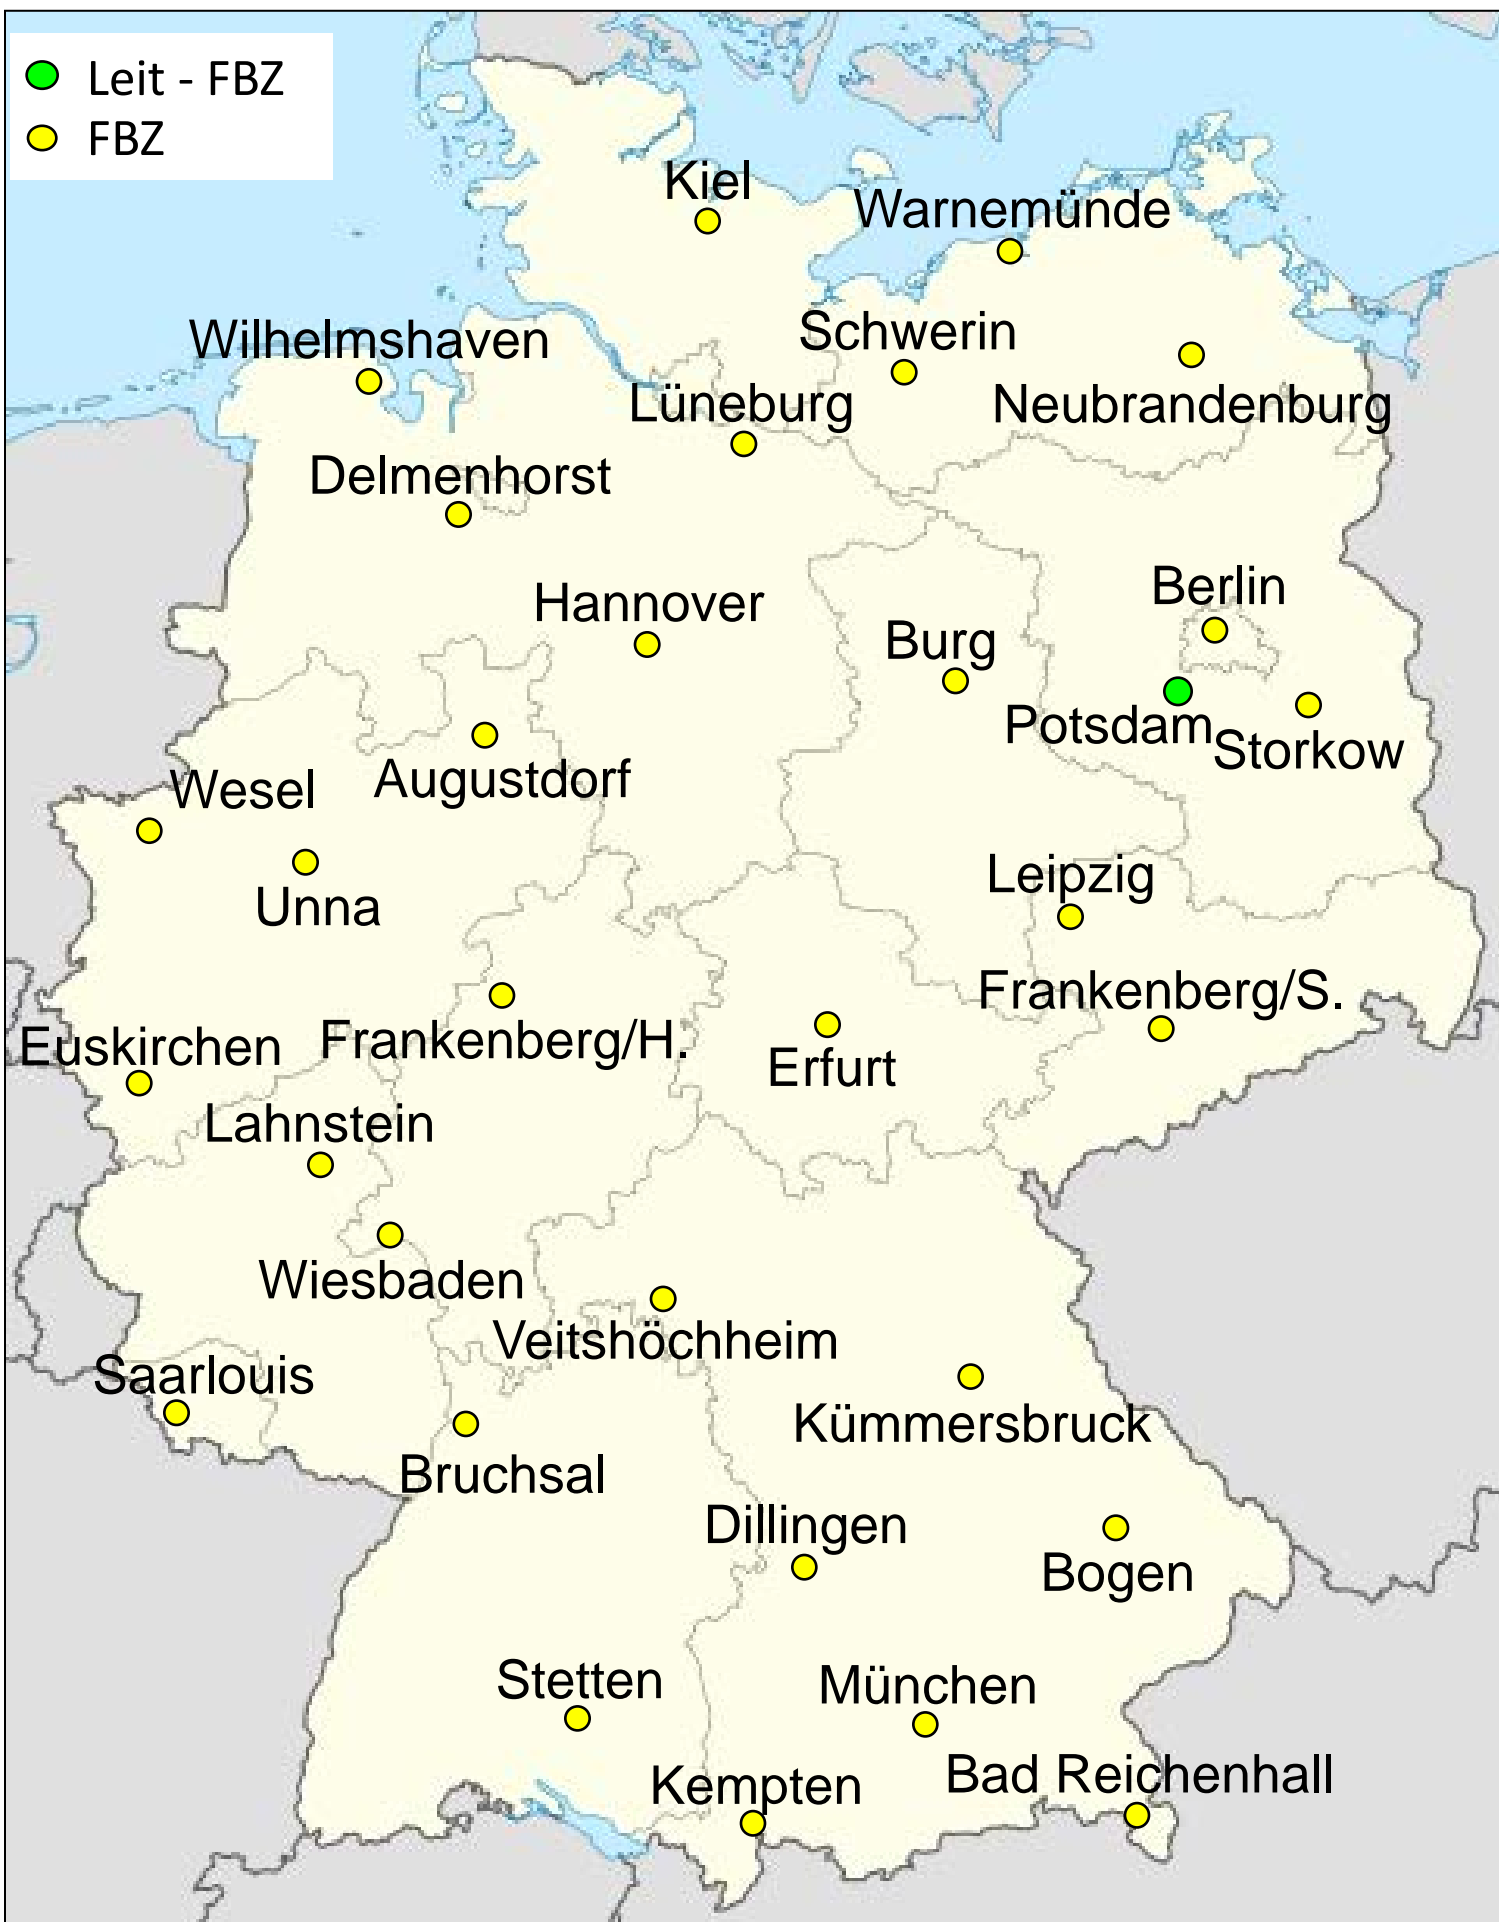 Leit - FBZ
FBZ
Kiel
Warnemünde
Schwerin
Wilhelmshaven
Lüneburg
Neubrandenburg
Delmenhorst
Berlin
Hannover
Burg
Potsdam
Storkow
Augustdorf
Wesel
Leipzig
Unna
Frankenberg/S.
Frankenberg/H.
Euskirchen
Erfurt
Lahnstein
Wiesbaden
Veitshöchheim
Saarlouis
Kümmersbruck
Bruchsal
Dillingen
Bogen
Stetten
München
Bad Reichenhall
Kempten